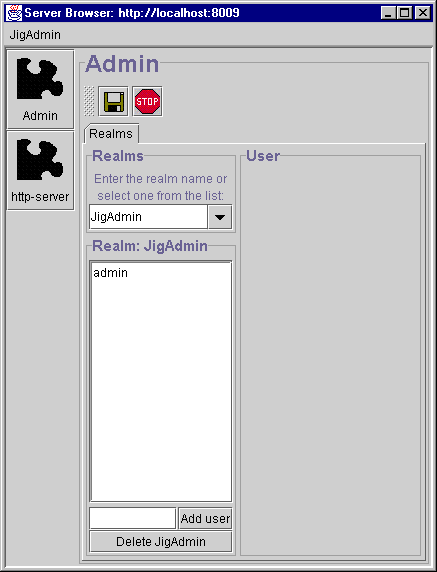 Server Browser: http://localhost:8009
JigAdmin
Admin
http-server
Admin
STOP
Realms
Realms
Enter the realm name or
select one from the list:
JigAdmin
Realm: JigAdmin
admin
Add user
Delete JigAdmin
User